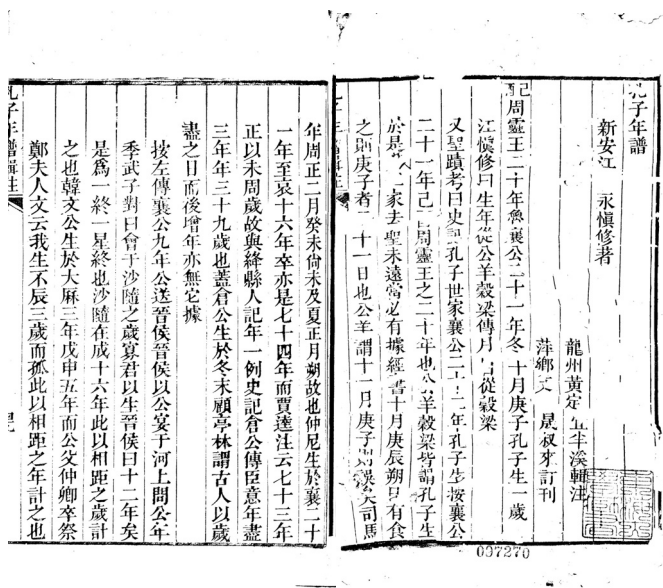 孔子年譜
新安江　永慎修著
龍州黃定宜半溪輯注
萍鄉文　晟叔來訂刊
己酉周靈王二十年魯襄公二十一年冬十月庚子孔子生一歲
江慎修曰生年從公羊穀梁傳月日從穀梁
又聖蹟考曰史記孔子世家襄公二十二年孔子生按襄公
二十一年己酉周靈王之二十年也公羊穀梁皆謂孔子生
於是年二家去聖未遠當必有據經書十月庚辰朔日有食
之則庚子者二十一日也公羊謂十一月庚子則誤矣司馬
年周正二月癸未尙未及夏正月朔故也仲尼生於襄二十
一年至哀十六年卒亦是七十四年而賈逵注云七十三年
正以未周歲故與絳縣人記年一例史記倉公傳臣意年盡
三年年三十九歲也蓋倉公生於冬末顧亭林謂古人以歲
盡之日而後增年亦無它據
按左傳襄公九年公送晉侯晉侯以公宴于河上問公年
季武子對曰會于沙隨之歲寡君以生晉侯曰十二年矣
是爲一終一星終也沙隨在成十六年此以相距之歲計
之也韓文公生於大厤三年戊申五年而公父仲卿卒祭
鄭夫人文云我生不辰三歲而孤此以相距之年計之也
孔子年譜輯注
097270